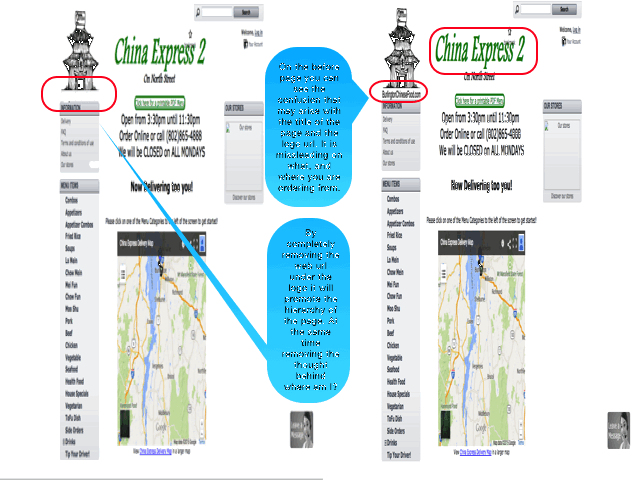 Search
Welcome, Log in
Your Account
China Express 2
On North Street
Click here for a printable PDF Menu
Open from 3:30pm until 11:30pm
Order Online or call (802)865-4888
We will be CLOSED on ALL MONDAYS
Now Delivering too you!
Please click on one of the Menu Categories to the left of the screen to get started!
INFORMATION
Delivery
FAQ
Terms and conditions of use
About us
Our stores
MENU ITEMS
Combos
Appetizers
Appetizer Combos
Fried Rice
Soups
Lo Mein
Chow Mein
Mei Fun
Chow Fun
Moo Shu
Pork
Beef
Chicken
Vegetable
Seafood
Health Food
House Specials
Vegetarian
ToFu Dish
Side Orders
Drinks
Tip Your Driver!
OUR STORES
Our stores
Discover our stores
China Express Delivery Map
Google
View China Express Delivery Map in a larger map
On the before
page you can
see the
confusion that
may arise with
the title of the
page and the
logo url, it is
misleading on
what, and
where you are
ordering from.
By
completely
removing the
web url
under the
logo it will
promote the
hierarchy of
the page. At
the same
time
removing the
thought
behind
where am I?
Leave a
Message
Search
Welcome, Log in
Your Account
China Express 2
On North Street
BurlingtonChineseFood.com
Click here for a printable PDF Menu
Open from 3:30pm until 11:30pm
Order Online or call (802)865-4888
We will be CLOSED on ALL MONDAYS
Now Delivering too you!
Please click on one of the Menu Categories to the left of the screen to get started!
INFORMATION
Delivery
FAQ
Terms and conditions of use
About us
Our stores
MENU ITEMS
Combos
Appetizers
Appetizer Combos
Fried Rice
Soups
Lo Mein
Chow Mein
Mei Fun
Chow Fun
Moo Shu
Pork
Beef
Chicken
Vegetable
Seafood
Health Food
House Specials
Vegetarian
ToFu Dish
Side Orders
Drinks
Tip Your Driver!
OUR STORES
Our stores
Discover our stores
China Express Delivery Map
Google
View China Express Delivery Map in a larger map